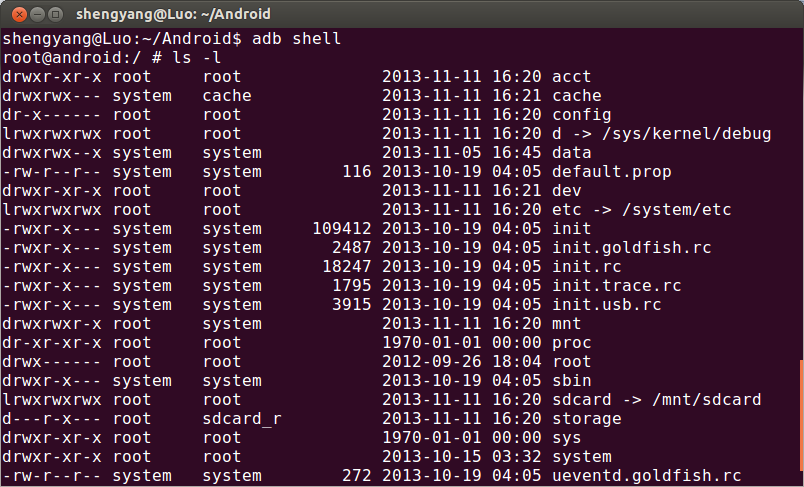 shengyang@Luo: ~/Android
shengyang@Luo:~/Android$ adb shell
root@android:/ # ls -l
drwxr-xr-x root     root              2013-11-11 16:20 acct
drwxrwx--- system   cache             2013-11-11 16:21 cache
dr-x------ root     root              2013-11-11 16:20 config
lrwxrwxrwx root     root              2013-11-11 16:20 d -> /sys/kernel/debug
drwxrwx--x system   system            2013-11-05 16:45 data
-rw-r--r-- system   system        116 2013-10-19 04:05 default.prop
drwxr-xr-x root     root              2013-11-11 16:21 dev
lrwxrwxrwx root     root              2013-11-11 16:20 etc -> /system/etc
-rwxr-x--- system   system     109412 2013-10-19 04:05 init
-rwxr-x--- system   system       2487 2013-10-19 04:05 init.goldfish.rc
-rwxr-x--- system   system      18247 2013-10-19 04:05 init.rc
-rwxr-x--- system   system       1795 2013-10-19 04:05 init.trace.rc
-rwxr-x--- system   system       3915 2013-10-19 04:05 init.usb.rc
drwxrwxr-x root     system            2013-11-11 16:20 mnt
dr-xr-xr-x root     root              1970-01-01 00:00 proc
drwx------ root     root              2012-09-26 18:04 root
drwxr-x--- system   system            2013-10-19 04:05 sbin
lrwxrwxrwx root     root              2013-11-11 16:20 sdcard -> /mnt/sdcard
d---r-x--- root     sdcard_r          2013-11-11 16:20 storage
drwxr-xr-x root     root              1970-01-01 00:00 sys
drwxr-xr-x root     root              2013-10-15 03:32 system
-rw-r--r-- system   system        272 2013-10-19 04:05 ueventd.goldfish.rc